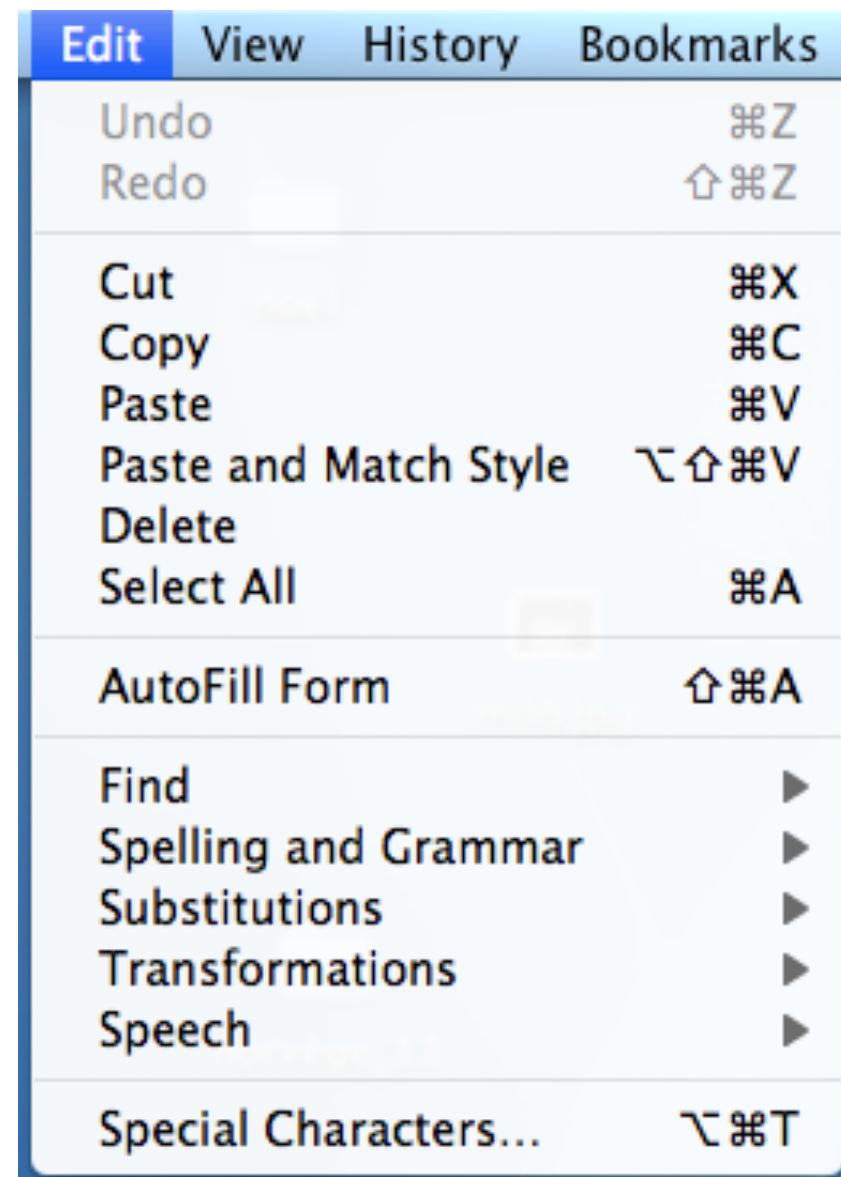 Edit View History Bookmarks
Undo ⌘Z
Redo ⇧⌘Z
Cut ⌘X
Copy ⌘C
Paste ⌘V
Paste and Match Style ⌥⇧⌘V
Delete
Select All ⌘A
AutoFill Form ⇧⌘A
Find ▶
Spelling and Grammar ▶
Substitutions ▶
Transformations ▶
Speech ▶
Special Characters... ⌥⌘T